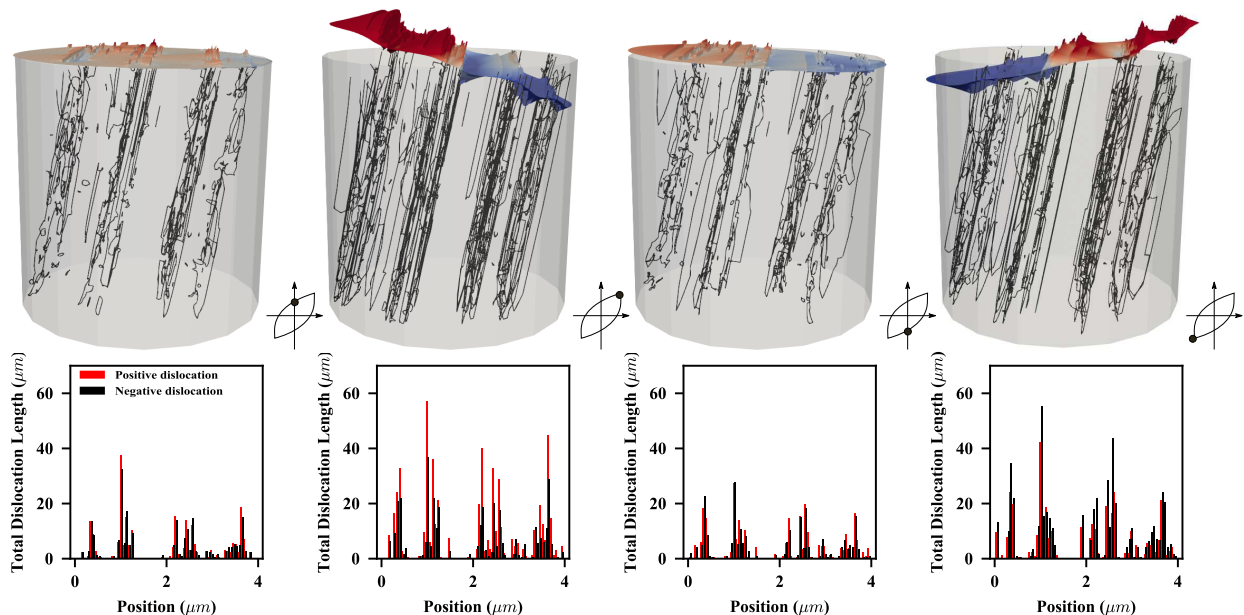 Total Dislocation Length (μm)
60
40
20
0
Positive dislocation
Negative dislocation
0
2
4
Position (μm)
Total Dislocation Length (μm)
60
40
20
0
0
2
4
Position (μm)
Total Dislocation Length (μm)
60
40
20
0
0
2
4
Position (μm)
Total Dislocation Length (μm)
60
40
20
0
0
2
4
Position (μm)